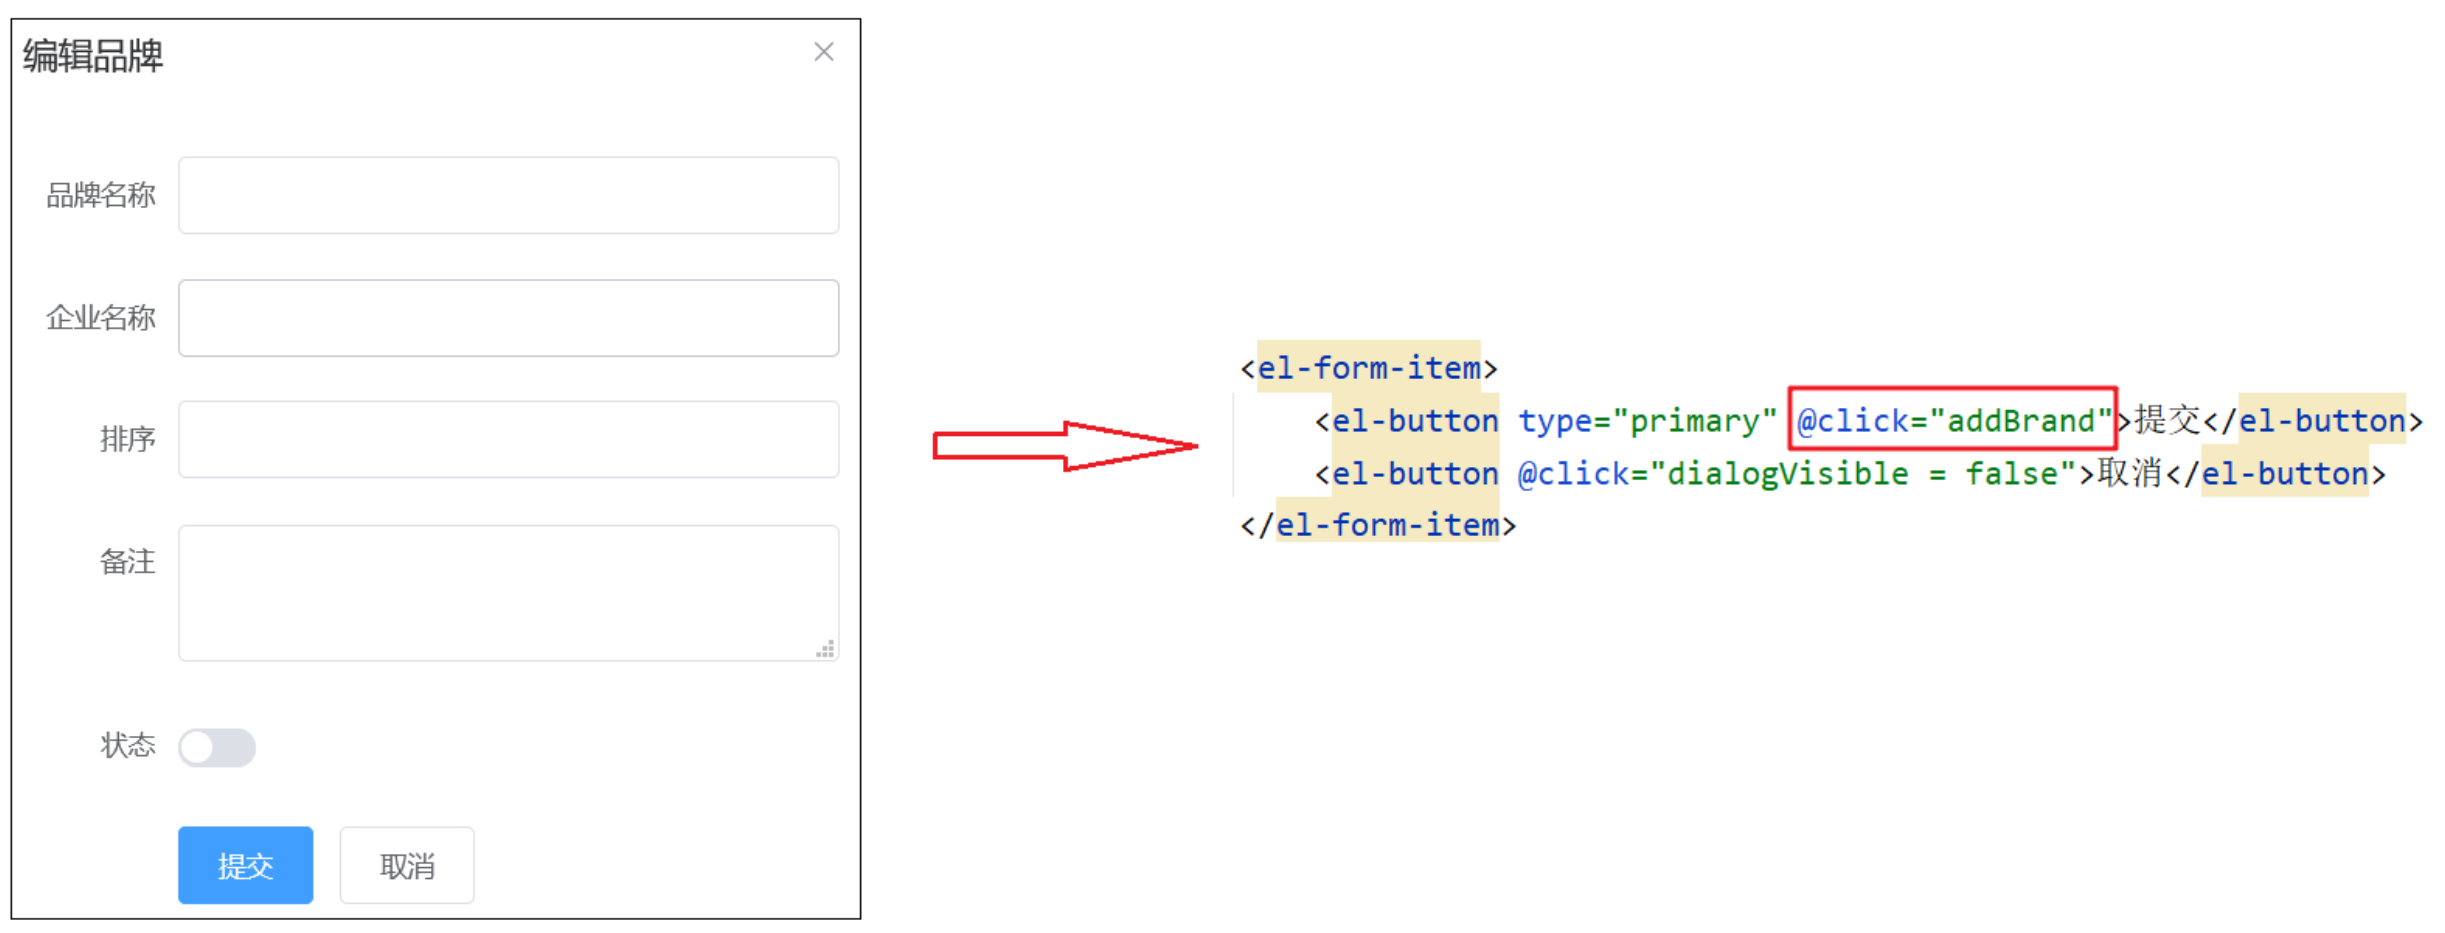 编辑品牌
品牌名称
企业名称
排序
备注
状态
提交 取消
<el-form-item>
<el-button type="primary" @click="addBrand">提交</el-button>
<el-button @click="dialogVisible = false">取消</el-button>
</el-form-item>